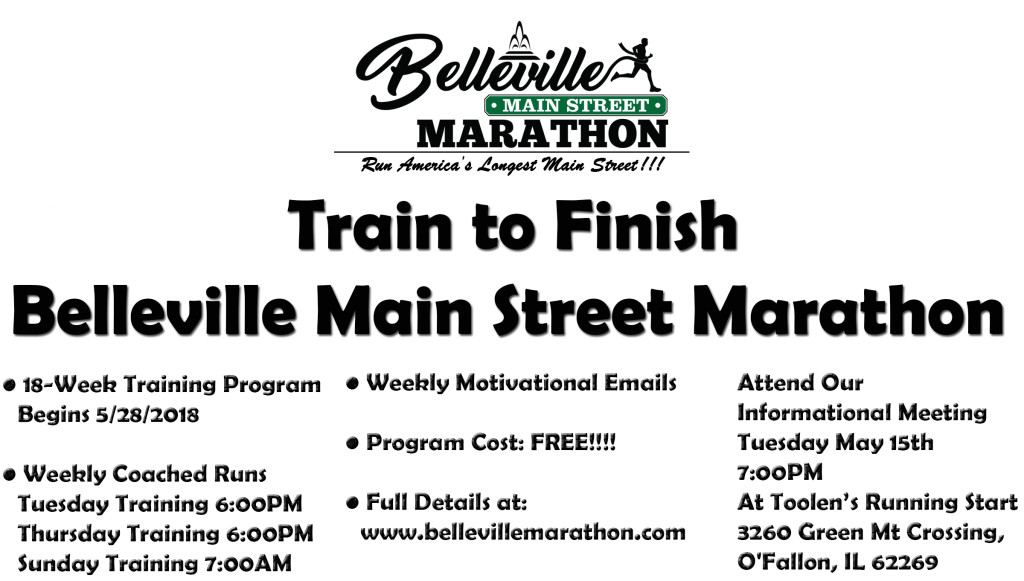 Belleville
• MAIN STREET •
MARATHON
Run America's Longest Main Street!!!
Train to Finish
Belleville Main Street Marathon
• 18-Week Training Program
Begins 5/28/2018
• Weekly Coached Runs
Tuesday Training 6:00PM
Thursday Training 6:00PM
Sunday Training 7:00AM
• Weekly Motivational Emails
• Program Cost: FREE!!!!
• Full Details at:
www.bellevillemarathon.com
Attend Our
Informational Meeting
Tuesday May 15th
7:00PM
At Toolen’s Running Start
3260 Green Mt Crossing,
O'Fallon, IL 62269